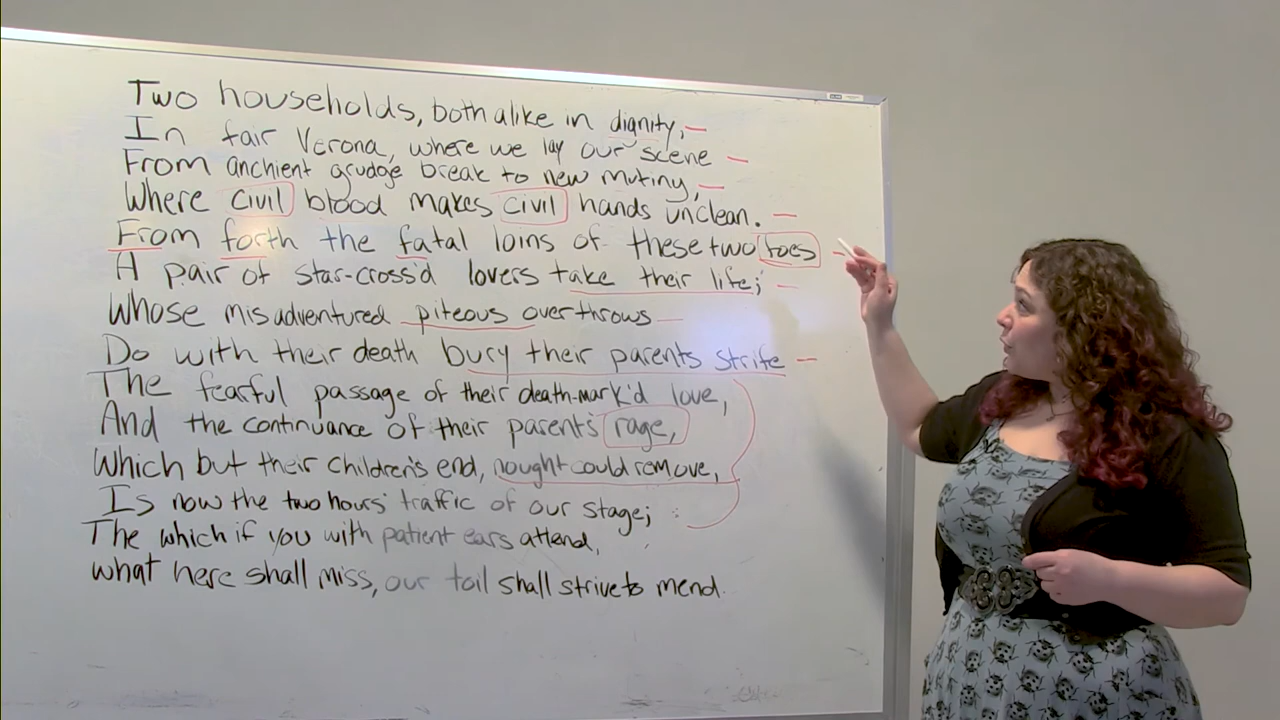 Two households, both alike in dignity,
In fair Verona, where we lay our scene
From anchient grudge break to new mutiny,
Where civil blood makes civil hands unclean.
From forth the fatal loins of these two foes
A pair of star-cross'd lovers take their life;
Whose misadventured piteous overthrows
Do with their death bury their parents strife
The fearful passage of their death-mark'd love,
And the continuance of their parents' rage,
Which but their children's end, nought could remove,
Is now the two hours' traffic of our stage;
The which if you with patient ears attend,
what here shall miss, our toil shall strive to mend.